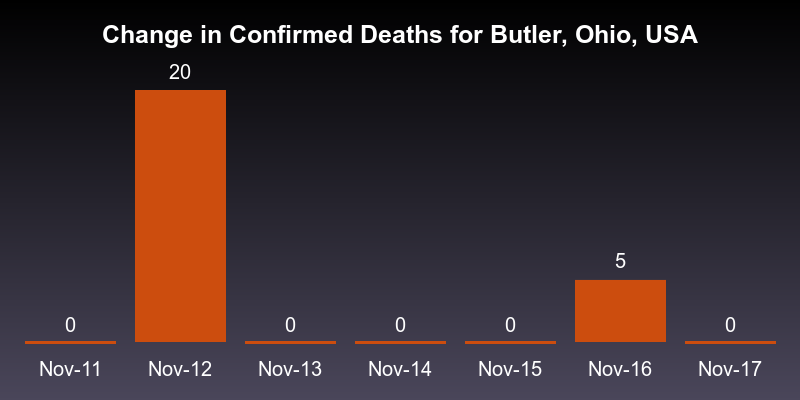 Change in Confirmed Deaths for Butler, Ohio, USA
20
5
0 0 0 0 0
Nov-11 Nov-12 Nov-13 Nov-14 Nov-15 Nov-16 Nov-17